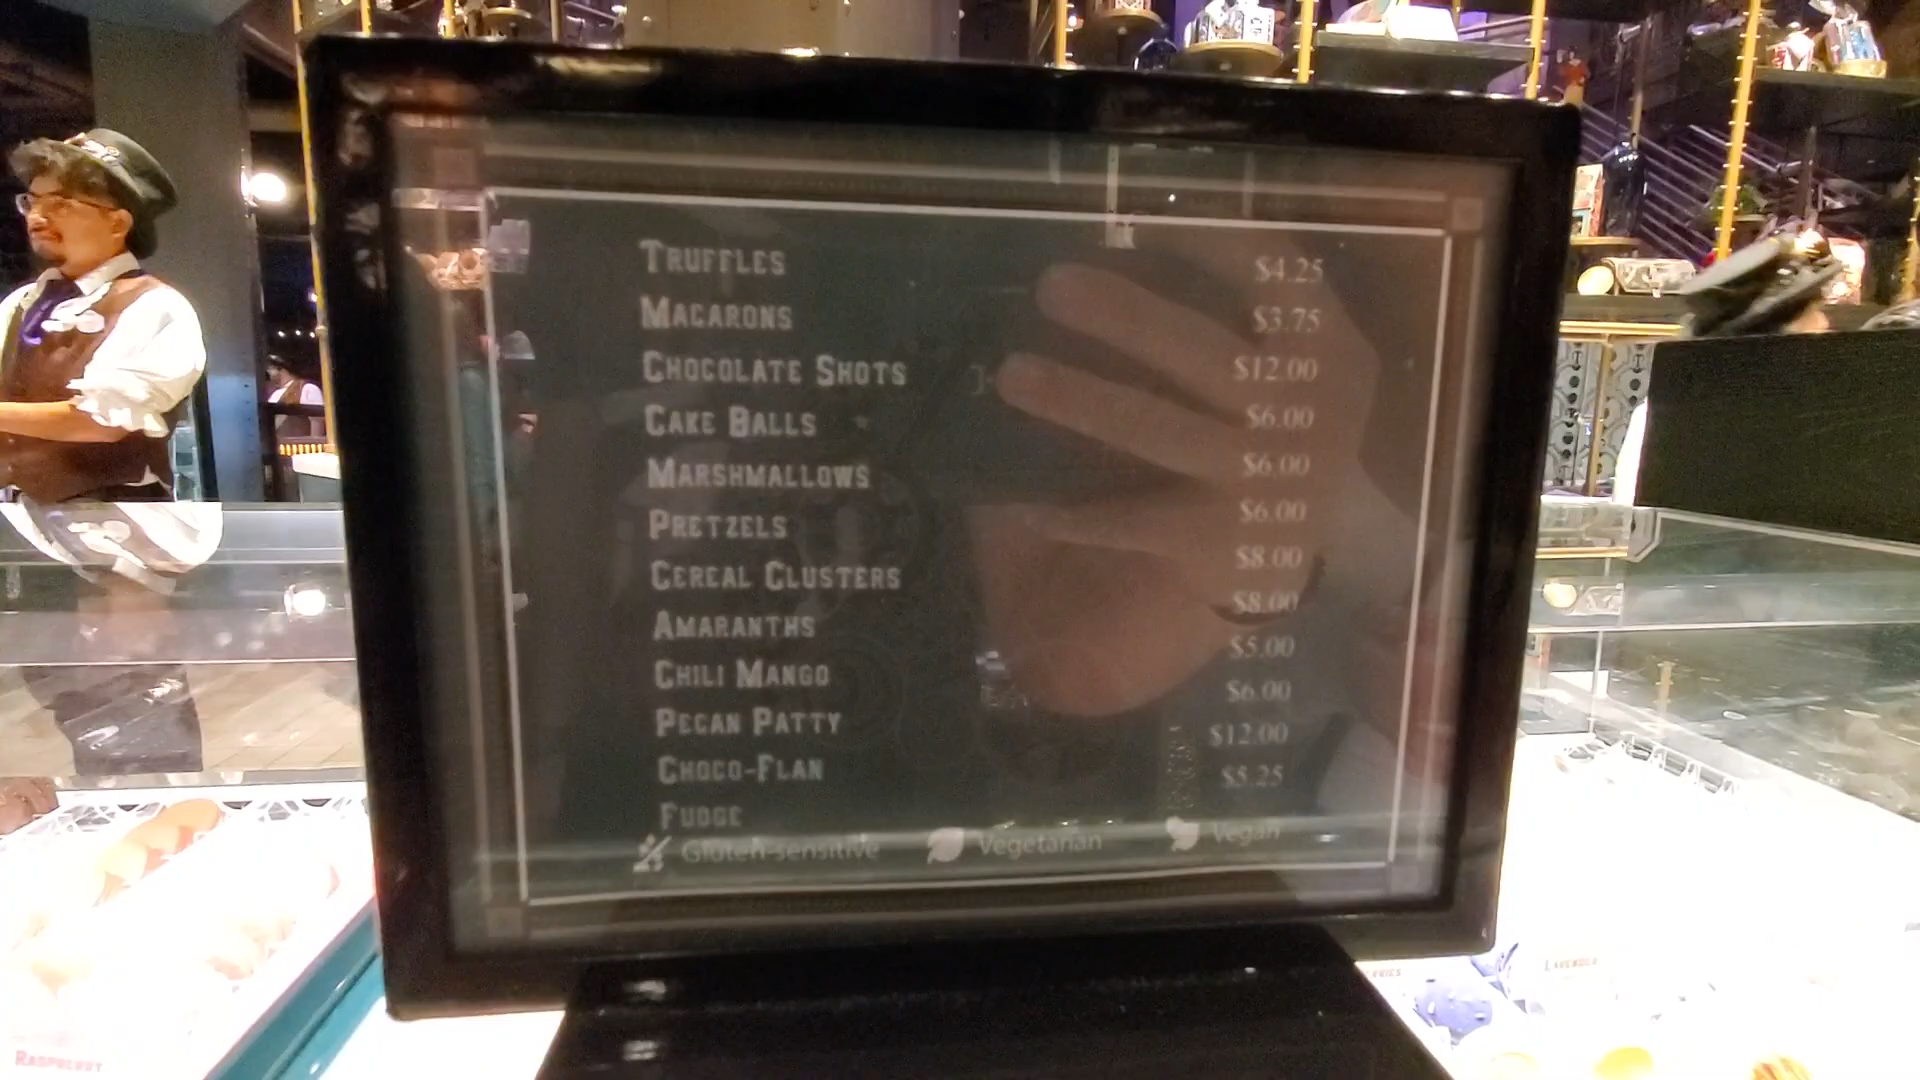 Truffles $4.25
Macarons $3.75
Chocolate Shots $12.00
Cake Balls $6.00
Marshmallows $6.00
Pretzels $6.00
Cereal Clusters $8.00
Amaranths $8.00
Chili Mango $5.00
Pecan Patty $6.00
Choco-Flan $12.00
Fudge $5.25
Gluten-sensitive Vegetarian Vegan
Lavender
Raspberry